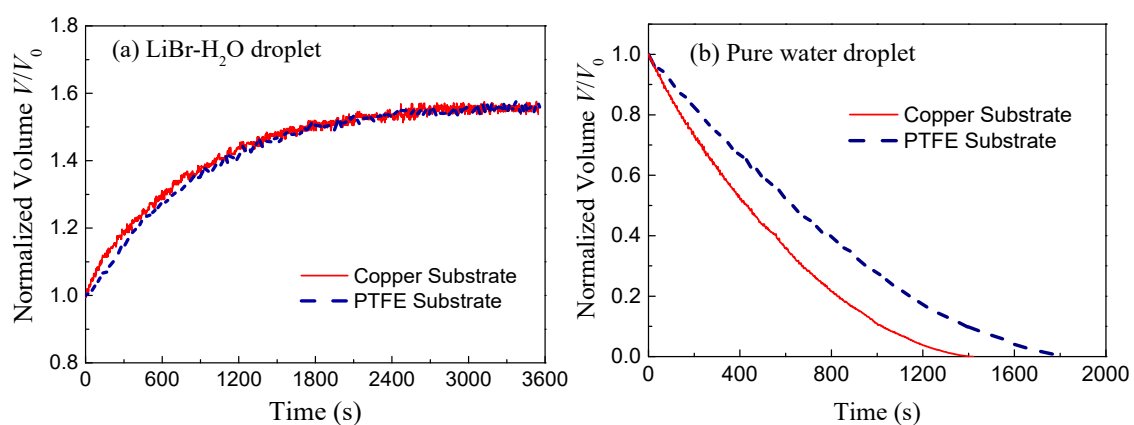 (a) LiBr-H₂O droplet
Normalized Volume V/V₀
1.8
1.6
1.4
1.2
1.0
0.8
Copper Substrate
PTFE Substrate
0 600 1200 1800 2400 3000 3600
Time (s)
(b) Pure water droplet
Normalized Volume V/V₀
1.0
0.8
0.6
0.4
0.2
0.0
Copper Substrate
PTFE Substrate
0 400 800 1200 1600 2000
Time (s)